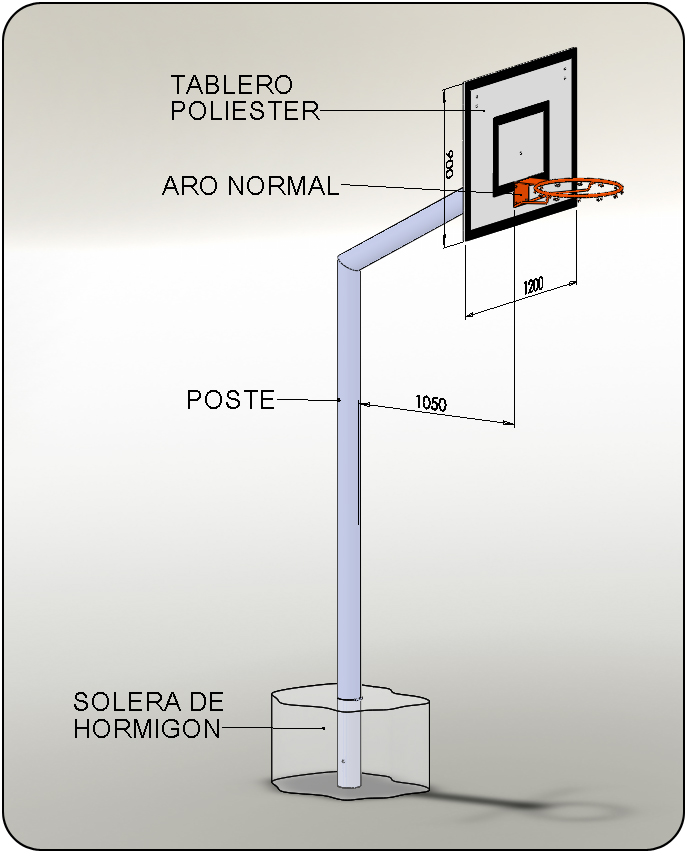 TABLERO
POLIESTER
ARO NORMAL
900
1200
POSTE
1050
SOLERA DE
HORMIGON